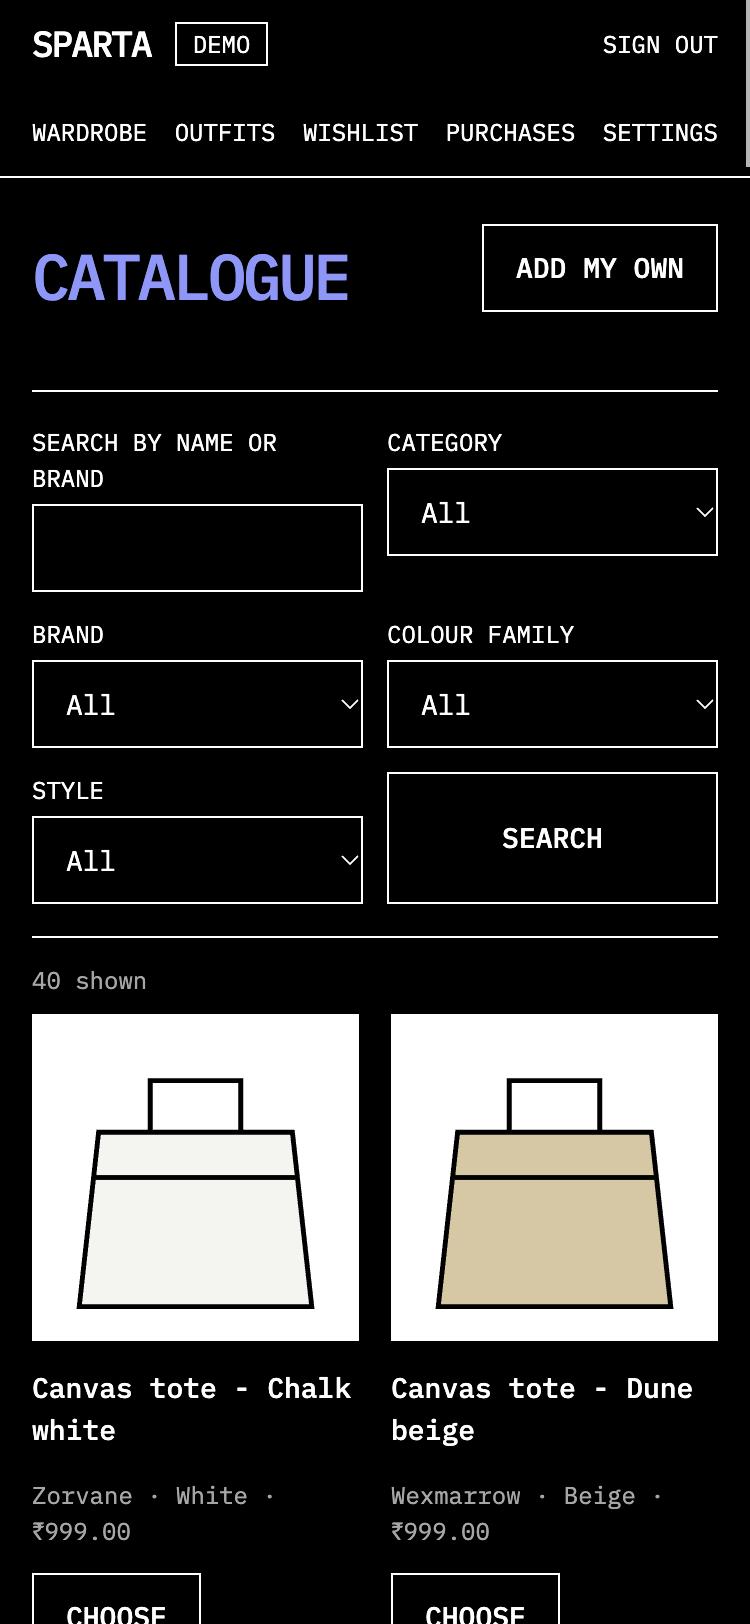 SPARTA DEMO SIGN OUT
WARDROBE OUTFITS WISHLIST PURCHASES SETTINGS
CATALOGUE
ADD MY OWN
SEARCH BY NAME OR
BRAND
CATEGORY
All
BRAND
All
COLOUR FAMILY
All
STYLE
All
SEARCH
40 shown
Canvas tote - Chalk
white
Zorvane · White ·
₹999.00
CHOOSE
Canvas tote - Dune
beige
Wexmarrow · Beige ·
₹999.00
CHOOSE